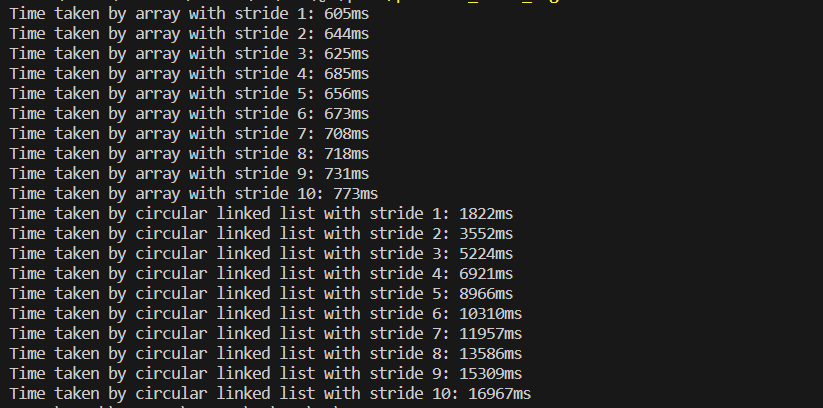 Time taken by array with stride 1: 605ms
Time taken by array with stride 2: 644ms
Time taken by array with stride 3: 625ms
Time taken by array with stride 4: 685ms
Time taken by array with stride 5: 656ms
Time taken by array with stride 6: 673ms
Time taken by array with stride 7: 708ms
Time taken by array with stride 8: 718ms
Time taken by array with stride 9: 731ms
Time taken by array with stride 10: 773ms
Time taken by circular linked list with stride 1: 1822ms
Time taken by circular linked list with stride 2: 3552ms
Time taken by circular linked list with stride 3: 5224ms
Time taken by circular linked list with stride 4: 6921ms
Time taken by circular linked list with stride 5: 8966ms
Time taken by circular linked list with stride 6: 10310ms
Time taken by circular linked list with stride 7: 11957ms
Time taken by circular linked list with stride 8: 13586ms
Time taken by circular linked list with stride 9: 15309ms
Time taken by circular linked list with stride 10: 16967ms